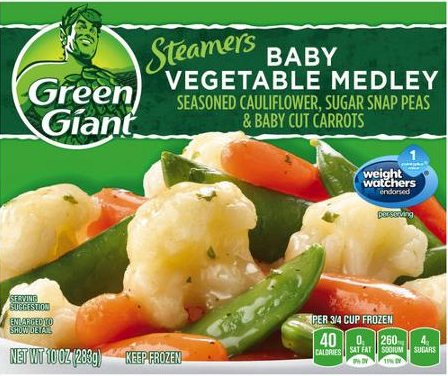 Green
Giant
Steamers
BABY
VEGETABLE MEDLEY
SEASONED CAULIFLOWER, SUGAR SNAP PEAS
& BABY CUT CARROTS
1
weight
watchers
endorsed
per serving
SERVING
SUGGESTION
ENLARGED TO
SHOW DETAIL
NET WT 10 OZ (283g)
KEEP FROZEN
PER 3/4 CUP FROZEN
40
CALORIES
0g
SAT FAT
0% DV
260mg
SODIUM
11% DV
4g
SUGARS